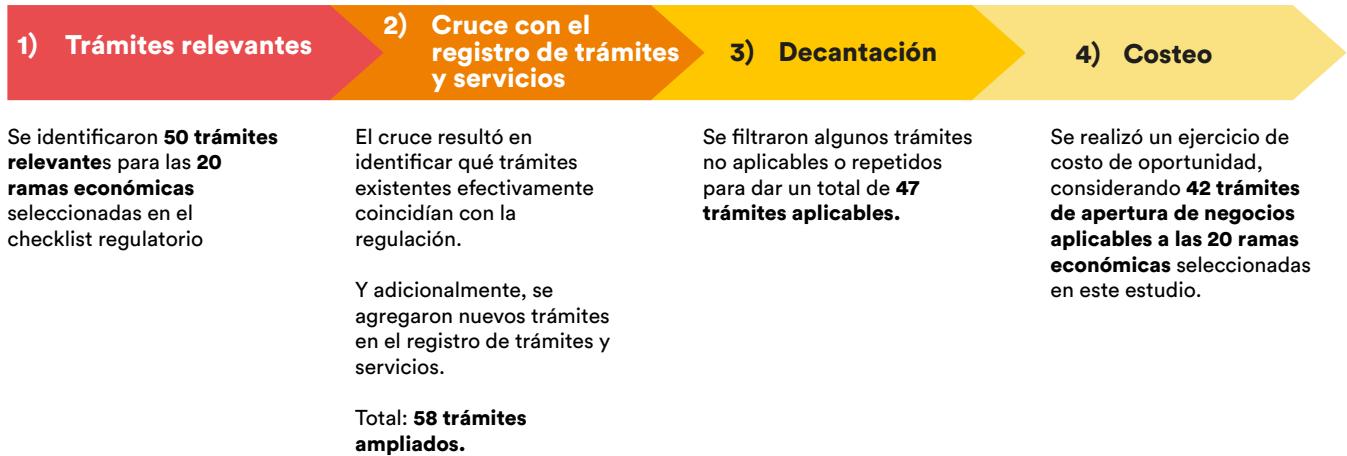 1) Trámites relevantes
Se identificaron 50 trámites
relevantes para las 20
ramas económicas
seleccionadas en el
checklist regulatorio
2) Cruce con el
registro de trámites
y servicios
El cruce resultó en
identificar qué trámites
existentes efectivamente
coincidían con la
regulación.
Y adicionalmente, se
agregaron nuevos trámites
en el registro de trámites y
servicios.
Total: 58 trámites
ampliados.
3) Decantación
Se filtraron algunos trámites
no aplicables o repetidos
para dar un total de 47
trámites aplicables.
4) Costeo
Se realizó un ejercicio de
costo de oportunidad,
considerando 42 trámites
de apertura de negocios
aplicables a las 20 ramas
económicas seleccionadas
en este estudio.